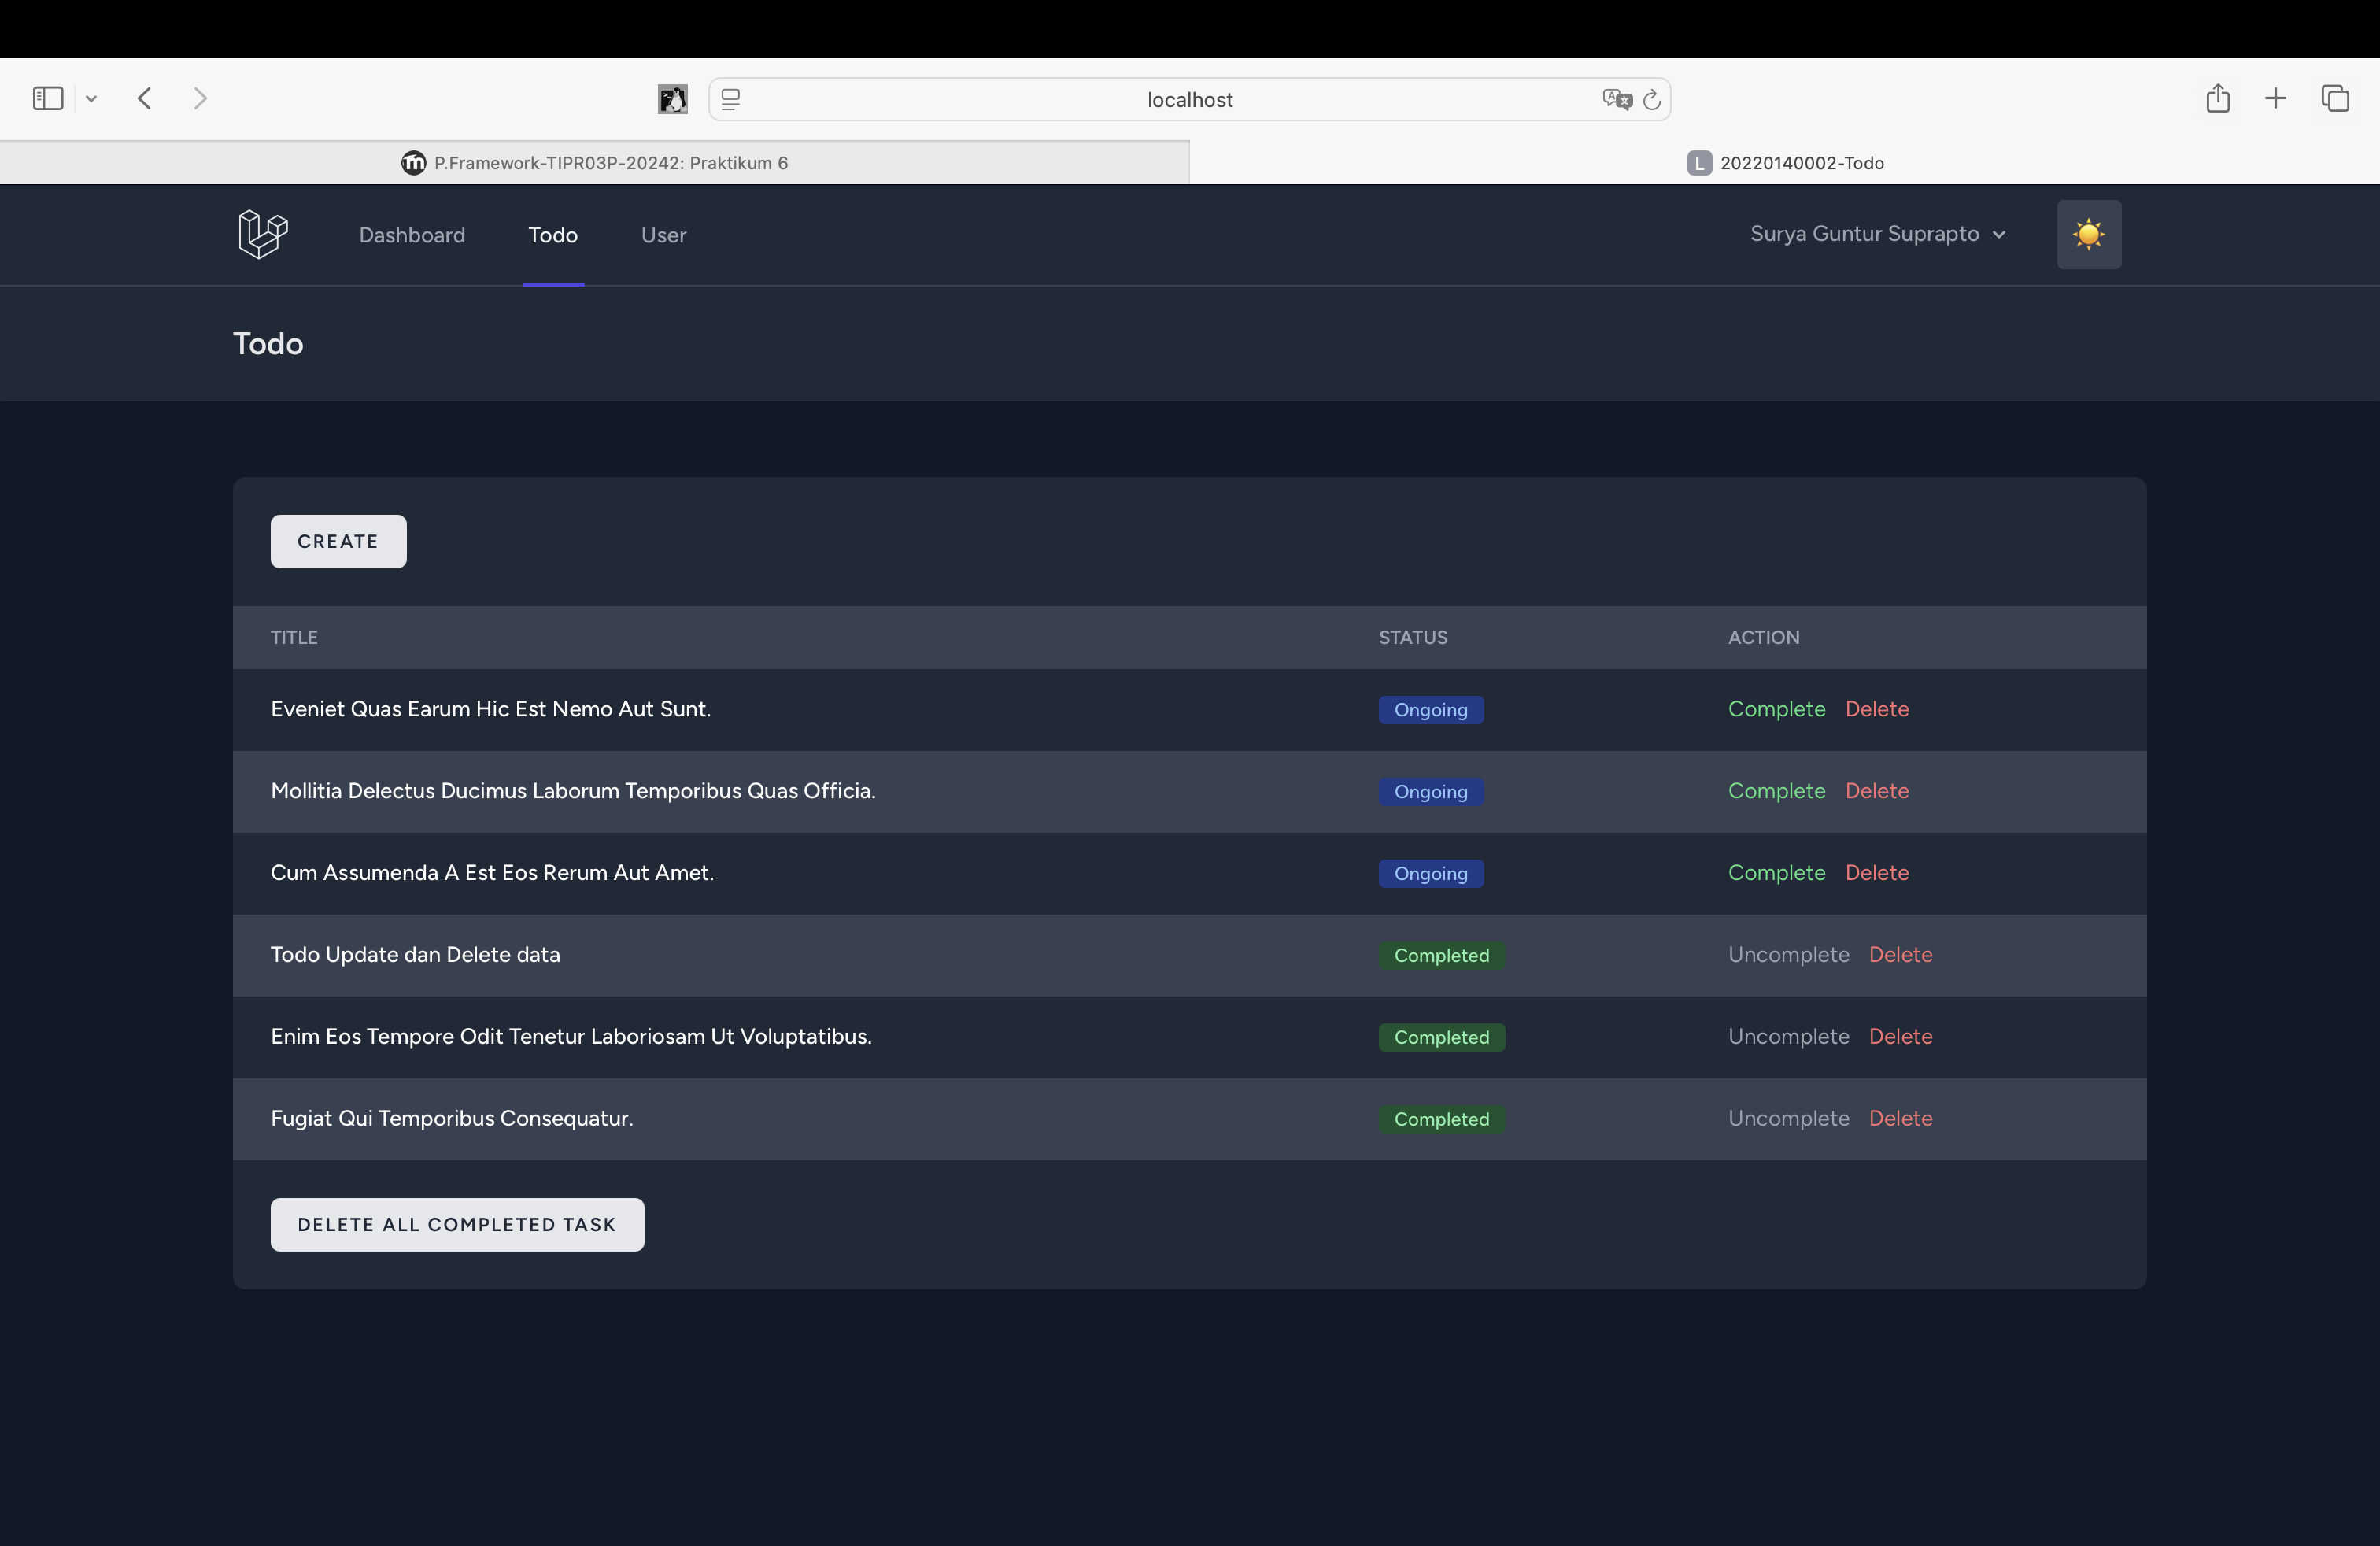 localhost
P.Framework-TIPR03P-20242: Praktikum 6
L 20220140002-Todo
Dashboard Todo User Surya Guntur Suprapto
Todo
CREATE
TITLE STATUS ACTION
Eveniet Quas Earum Hic Est Nemo Aut Sunt. Ongoing Complete Delete
Mollitia Delectus Ducimus Laborum Temporibus Quas Officia. Ongoing Complete Delete
Cum Assumenda A Est Eos Rerum Aut Amet. Ongoing Complete Delete
Todo Update dan Delete data Completed Uncomplete Delete
Enim Eos Tempore Odit Tenetur Laboriosam Ut Voluptatibus. Completed Uncomplete Delete
Fugiat Qui Temporibus Consequatur. Completed Uncomplete Delete
DELETE ALL COMPLETED TASK